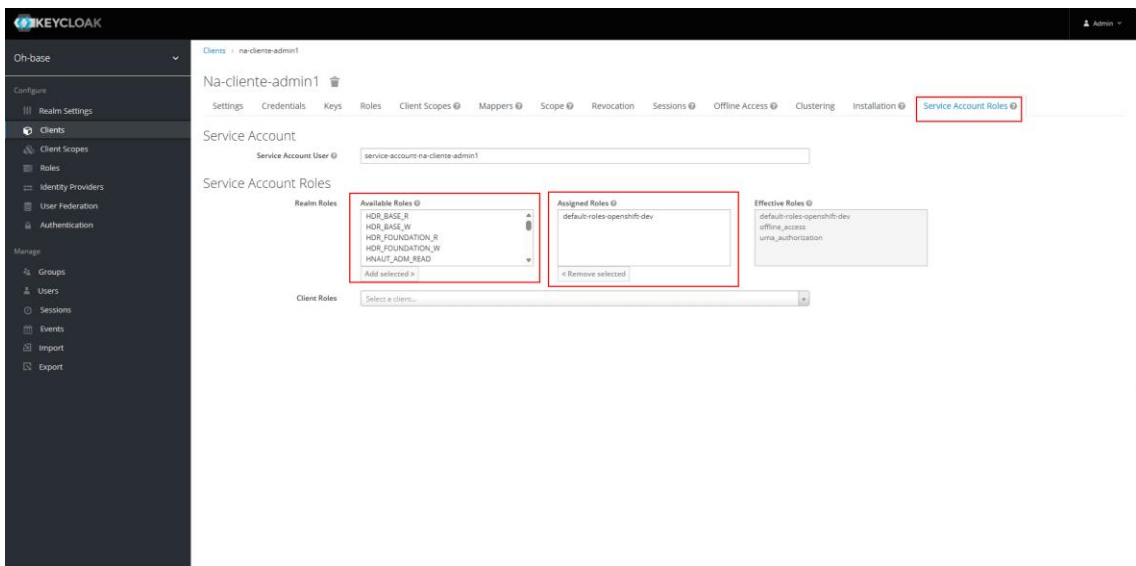 KEYCLOAK
Admin
Oh-base
Clients > na-cliente-admin1
Na-cliente-admin1
Configure
Realm Settings
Clients
Client Scopes
Roles
Identity Providers
User Federation
Authentication
Manage
Groups
Users
Sessions
Events
Import
Export
Settings Credentials Keys Roles Client Scopes Mappers Scope Revocation Sessions Offline Access Clustering Installation Service Account Roles
Service Account
Service Account User service-account-na-cliente-admin1
Service Account Roles
Realm Roles
Available Roles
HDR_BASE_R
HDR_BASE_W
HDR_FOUNDATION_R
HDR_FOUNDATION_W
HNAUT_ADM_READ
Add selected »
Assigned Roles
default-roles-openshift-dev
« Remove selected
Effective Roles
default-roles-openshift-dev
offline_access
uma_authorization
Client Roles Select a client...